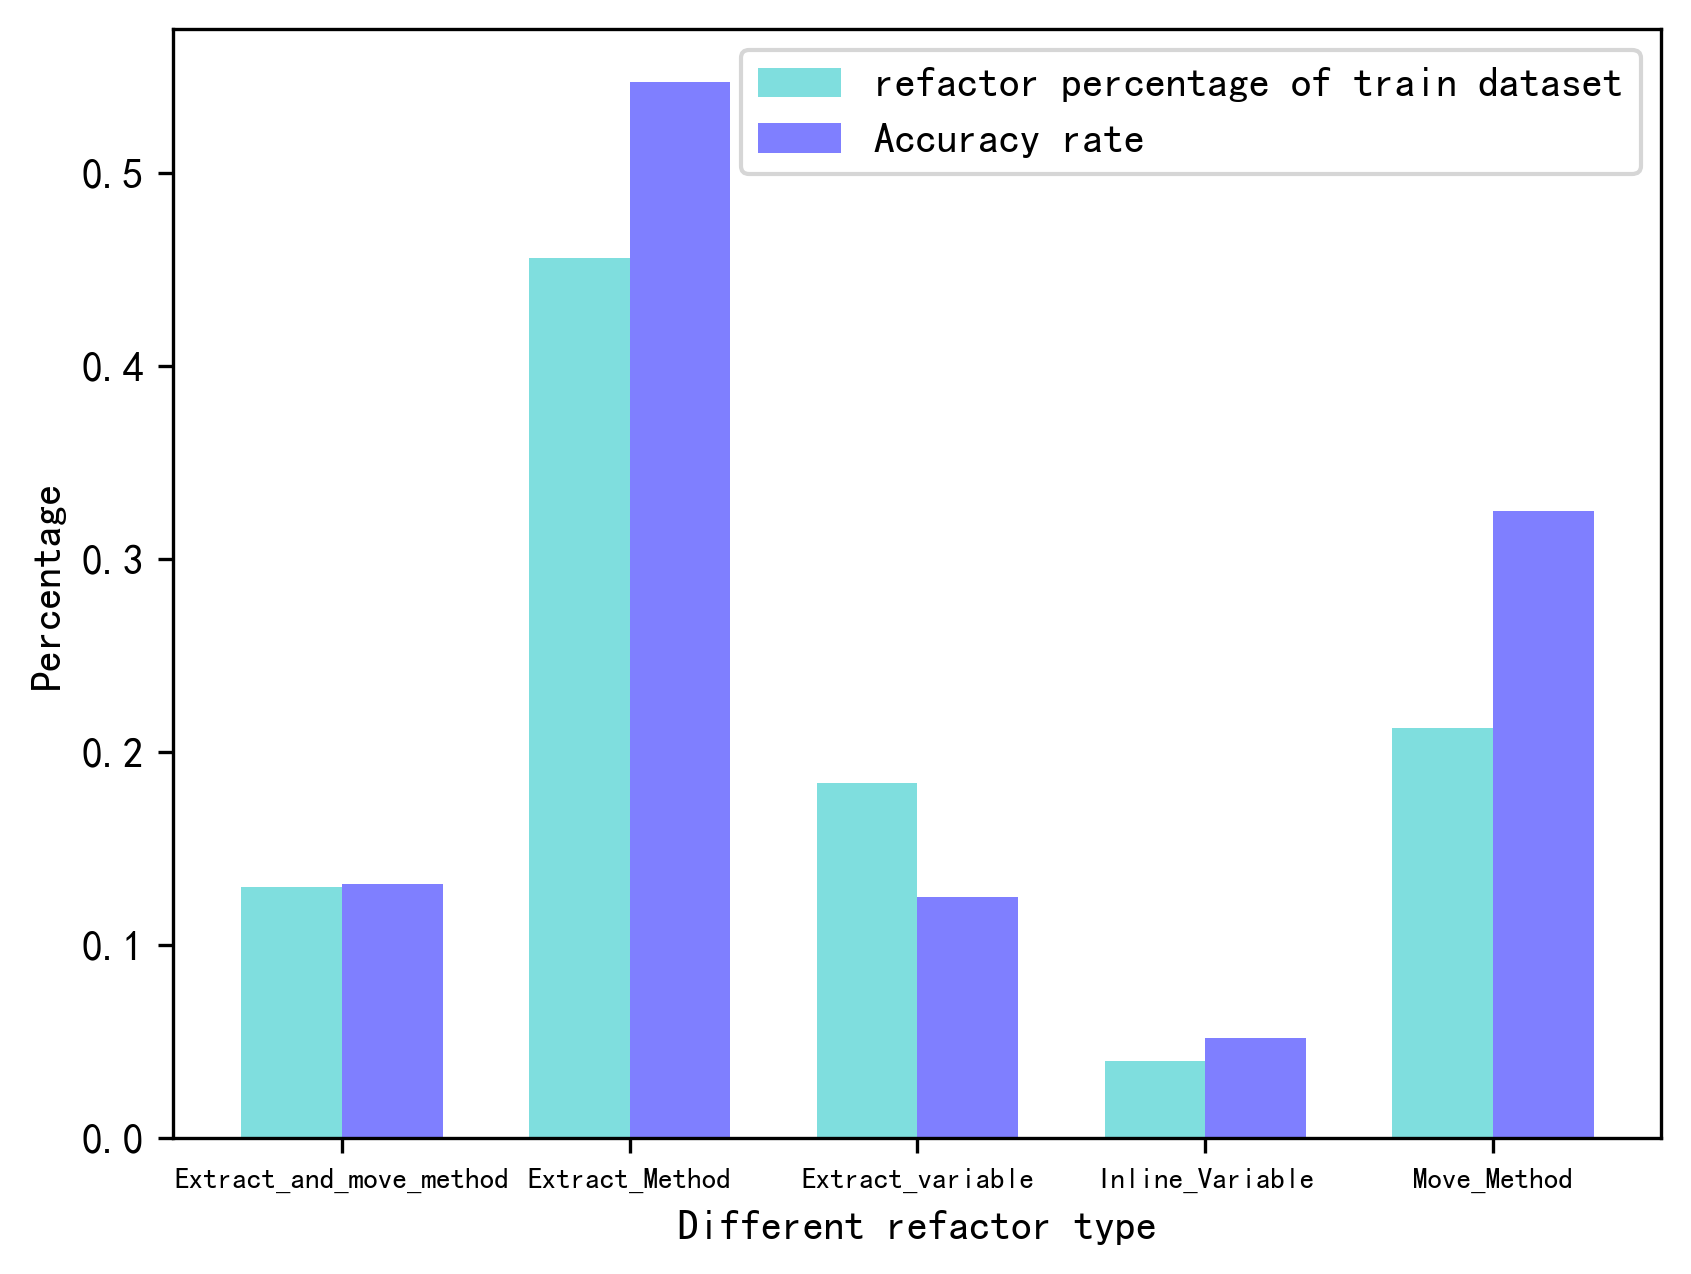 refactor percentage of train dataset
Accuracy rate
0.5
0.4
0.3
0.2
0.1
0.0
Percentage
Extract_and_move_method Extract_Method Extract_variable Inline_Variable Move_Method
Different refactor type